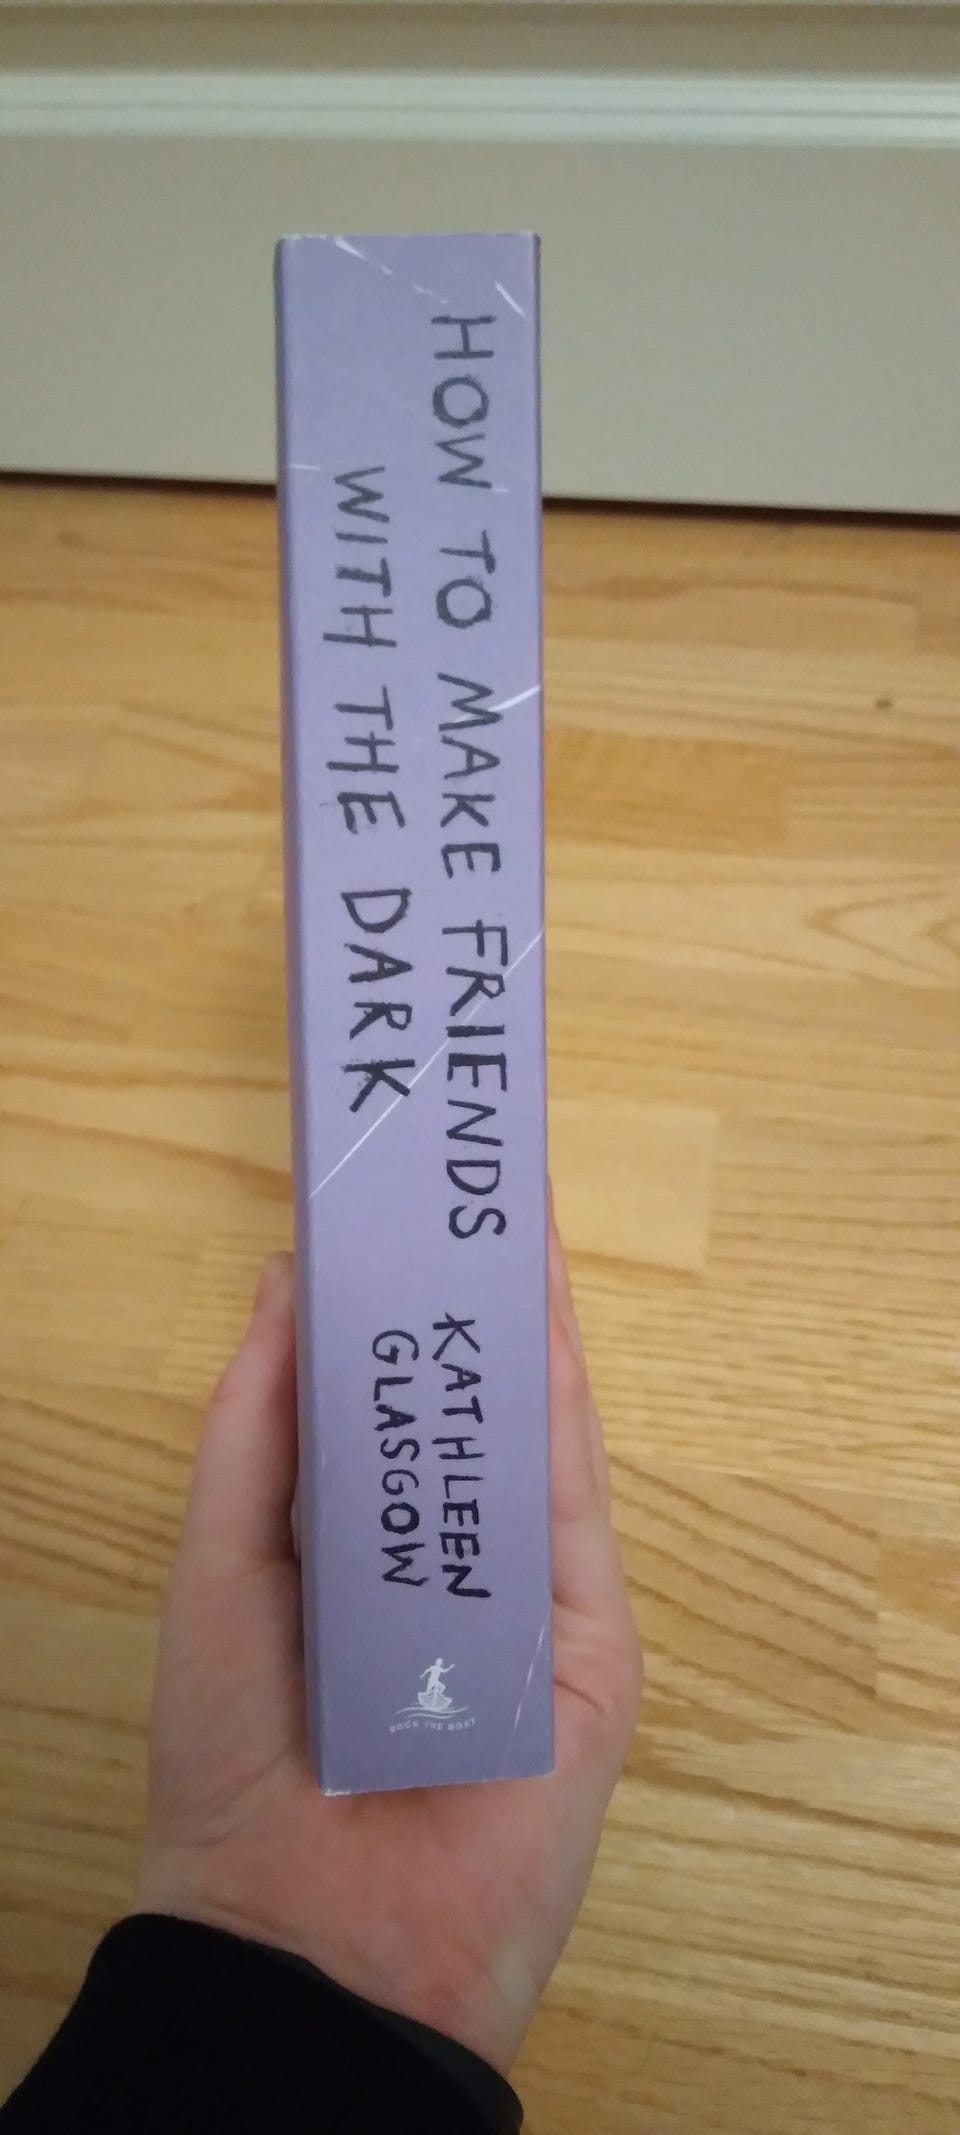 HOW TO MAKE FRIENDS
WITH THE DARK
KATHLEEN
GLASGOW
ROCK THE BOAT